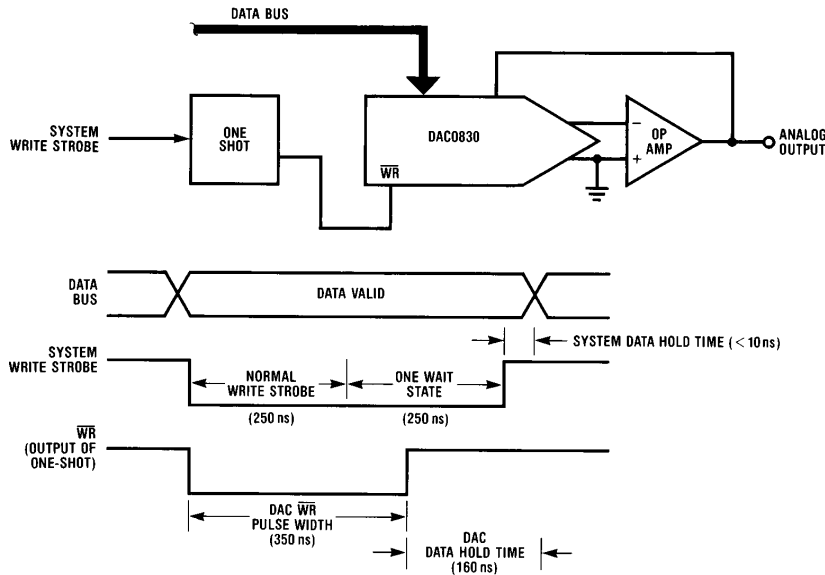 DATA BUS
SYSTEM
WRITE STROBE
ONE
SHOT
DAC0830
WR
−
+
OP
AMP
ANALOG
OUTPUT
DATA
BUS
DATA VALID
SYSTEM DATA HOLD TIME (<10 ns)
SYSTEM
WRITE STROBE
NORMAL
WRITE STROBE
(250 ns)
ONE WAIT
STATE
(250 ns)
WR
(OUTPUT OF
ONE-SHOT)
DAC WR
PULSE WIDTH
(350 ns)
DAC
DATA HOLD TIME
(160 ns)